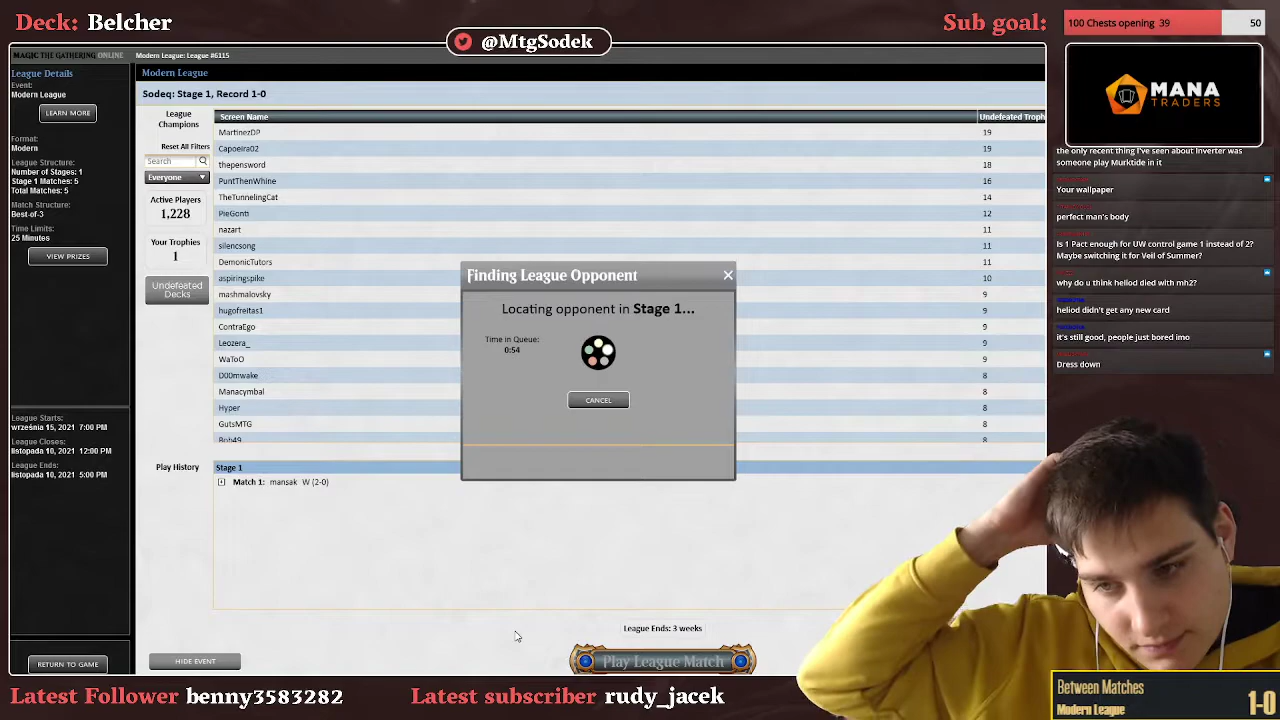 Deck: Belcher
@MtgSodek
Sub goal:
100 Chests opening 39
50
MAGIC THE GATHERING ONLINE
Modern League: League #6115
League Details
Event:
Modern League
LEARN MORE
Format:
Modern
League Structure:
Number of Stages: 1
Stage 1 Matches: 5
Total Matches: 5
Match Structure:
Best-of-3
Time Limits:
25 Minutes
VIEW PRIZES
League Starts:
września 15, 2021 7:00 PM
League Closes:
listopada 10, 2021 12:00 PM
League Ends:
listopada 10, 2021 5:00 PM
RETURN TO GAME
Modern League
Sodeq: Stage 1, Record 1-0
League
Champions
Reset All Filters
Search
Everyone
Active Players
1,228
Your Trophies
1
Undefeated
Decks
Screen Name
Undefeated Troph
MartinezDP 19
Capoeira02 19
thepensword 18
PuntThenWhine 16
TheTunnelingCat 14
PieGonti 12
nazart 11
silencsong 11
DemonicTutors 11
aspiringspike 10
mashmalovsky 9
hugofreitas1 9
ContraEgo 9
Leozera_ 9
WaToO 9
D00mwake 8
Manacymbal 8
Hyper 8
GutsMTG 8
Bob49 8
Finding League Opponent
Locating opponent in Stage 1...
Time in Queue:
0:54
CANCEL
Play History
Stage 1
Match 1: mansak W (2-0)
League Ends: 3 weeks
HIDE EVENT
Play League Match
MANA
TRADERS
the only recent thing I've seen about Inverter was
someone play Murktide in it
Your wallpaper
perfect man's body
Is 1 Pact enough for UW control game 1 instead of 2?
Maybe switching it for Veil of Summer?
why do u think heliod died with mh2?
heliod didn't get any new card
it's still good, people just bored imo
Dress down
Latest Follower benny3583282
Latest subscriber rudy_jacek
Between Matches
Modern League
1-0